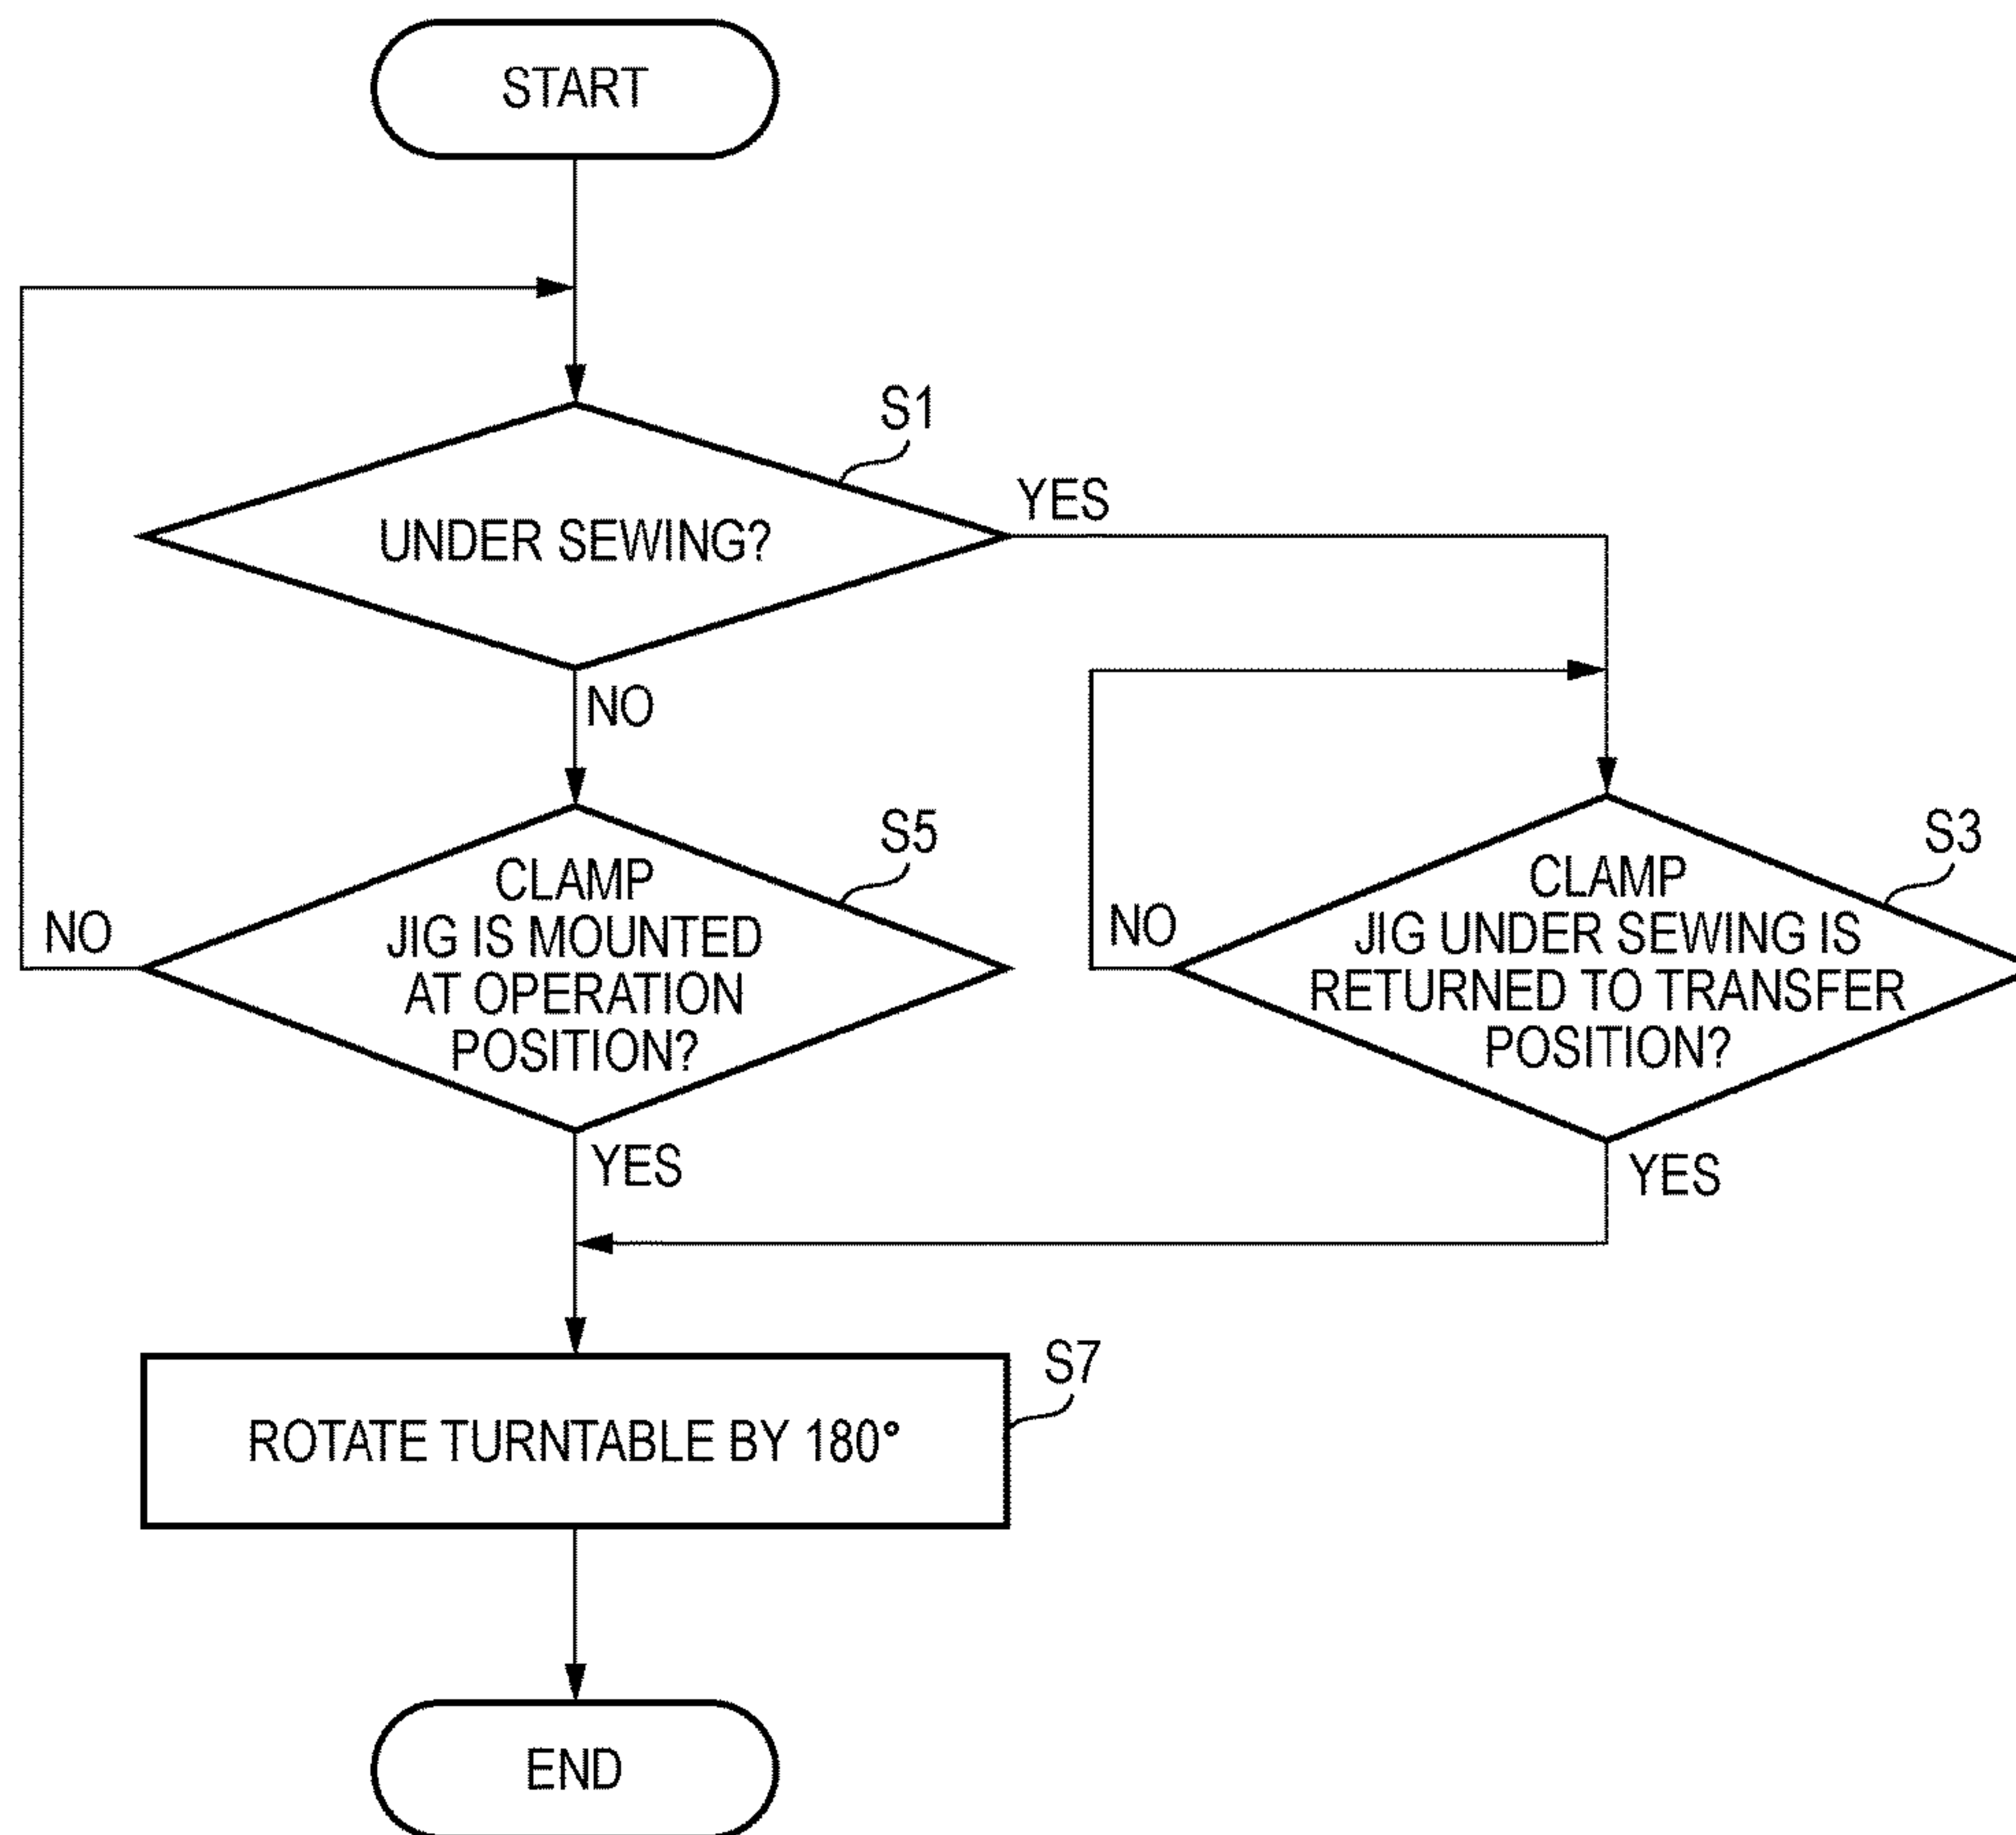 START
S1
UNDER SEWING?
YES
NO
S5
CLAMP
JIG IS MOUNTED
AT OPERATION
POSITION?
NO
YES
S3
CLAMP
JIG UNDER SEWING IS
RETURNED TO TRANSFER
POSITION?
NO
YES
S7
ROTATE TURNTABLE BY 180°
END